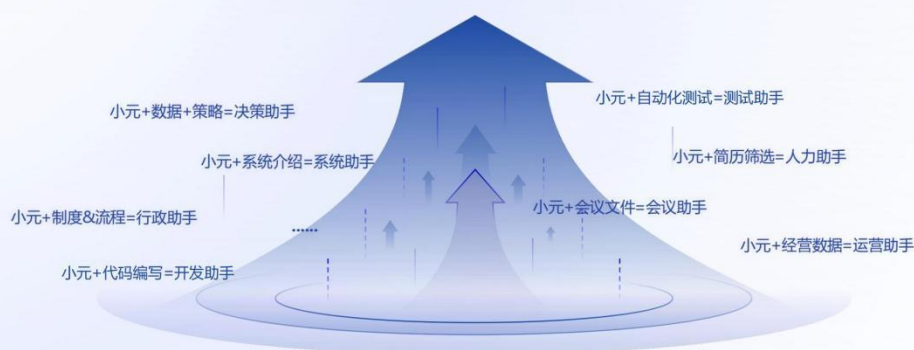 小元+数据+策略=决策助手
小元+自动化测试=测试助手
小元+系统介绍=系统助手
小元+简历筛选=人力助手
小元+制度&流程=行政助手
小元+会议文件=会议助手
......
小元+经营数据=运营助手
小元+代码编写=开发助手